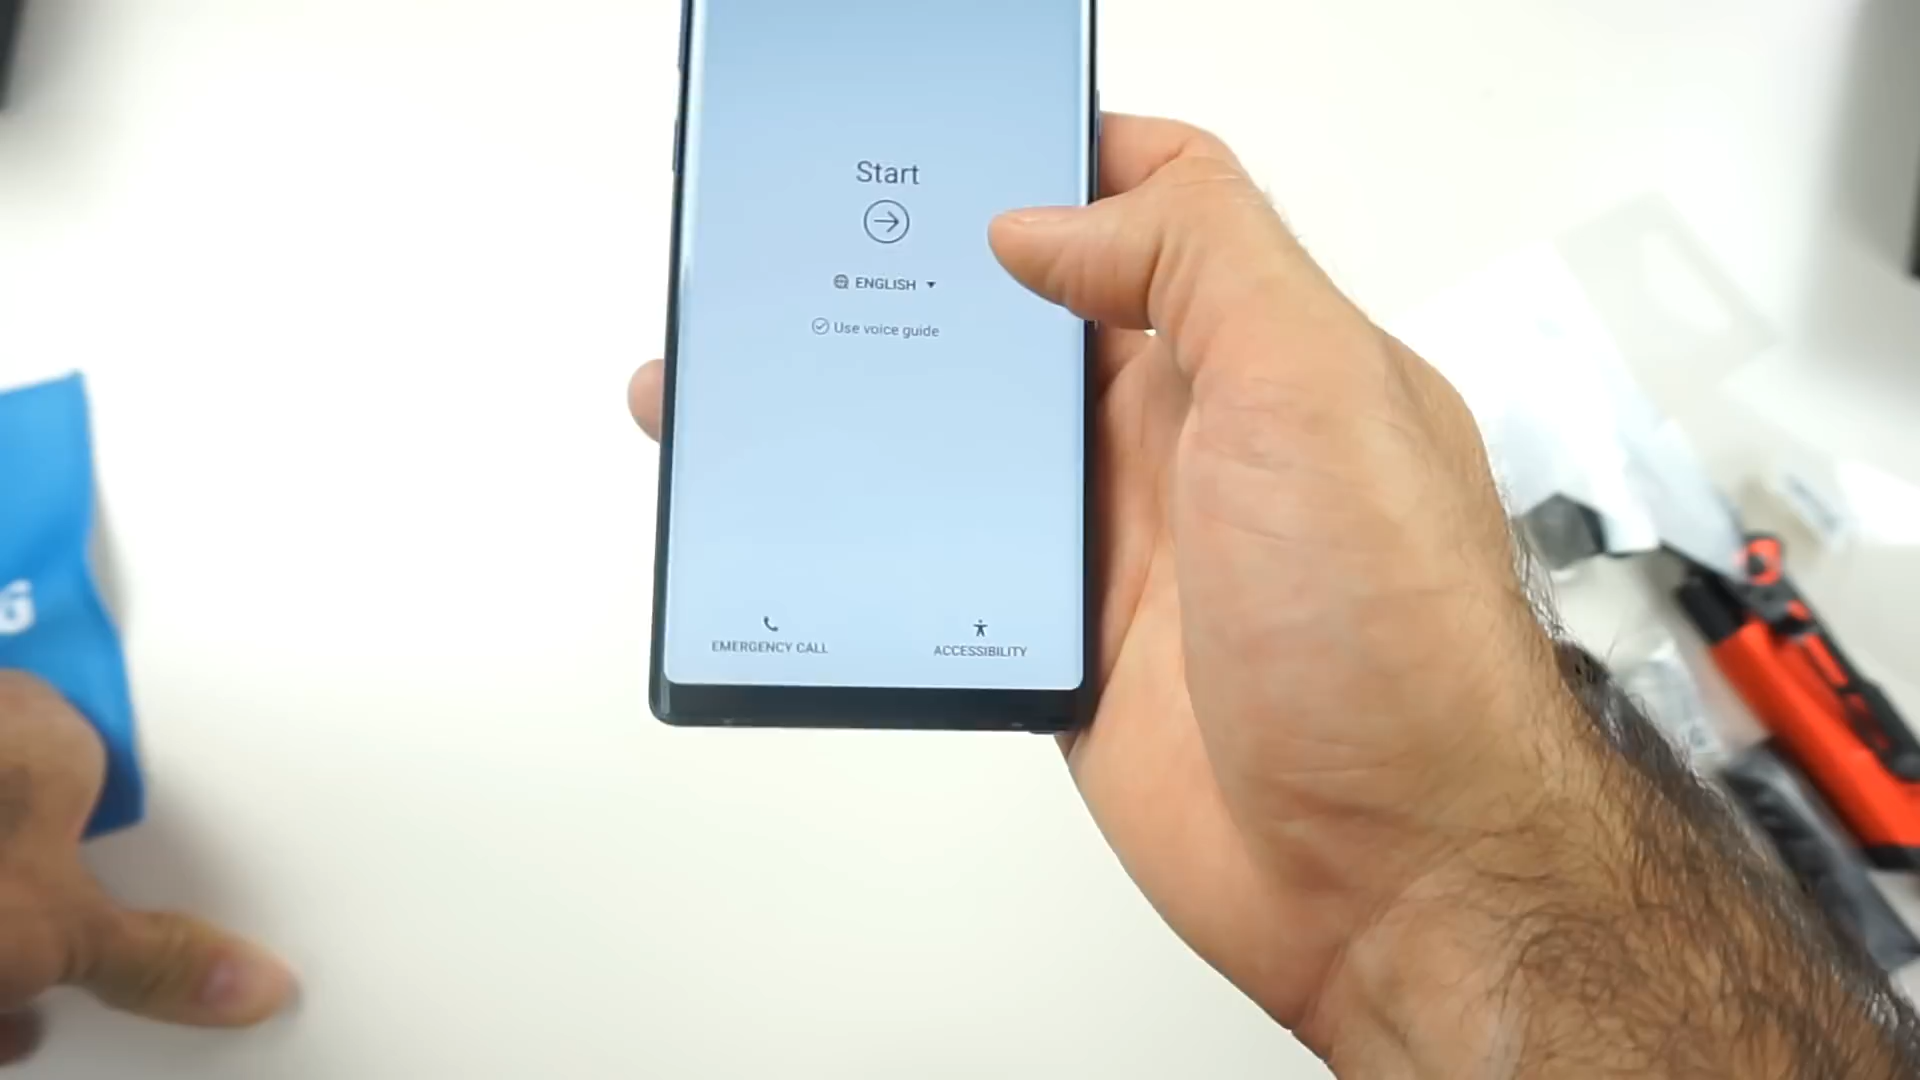 Start
ENGLISH
Use voice guide
EMERGENCY CALL
ACCESSIBILITY
G